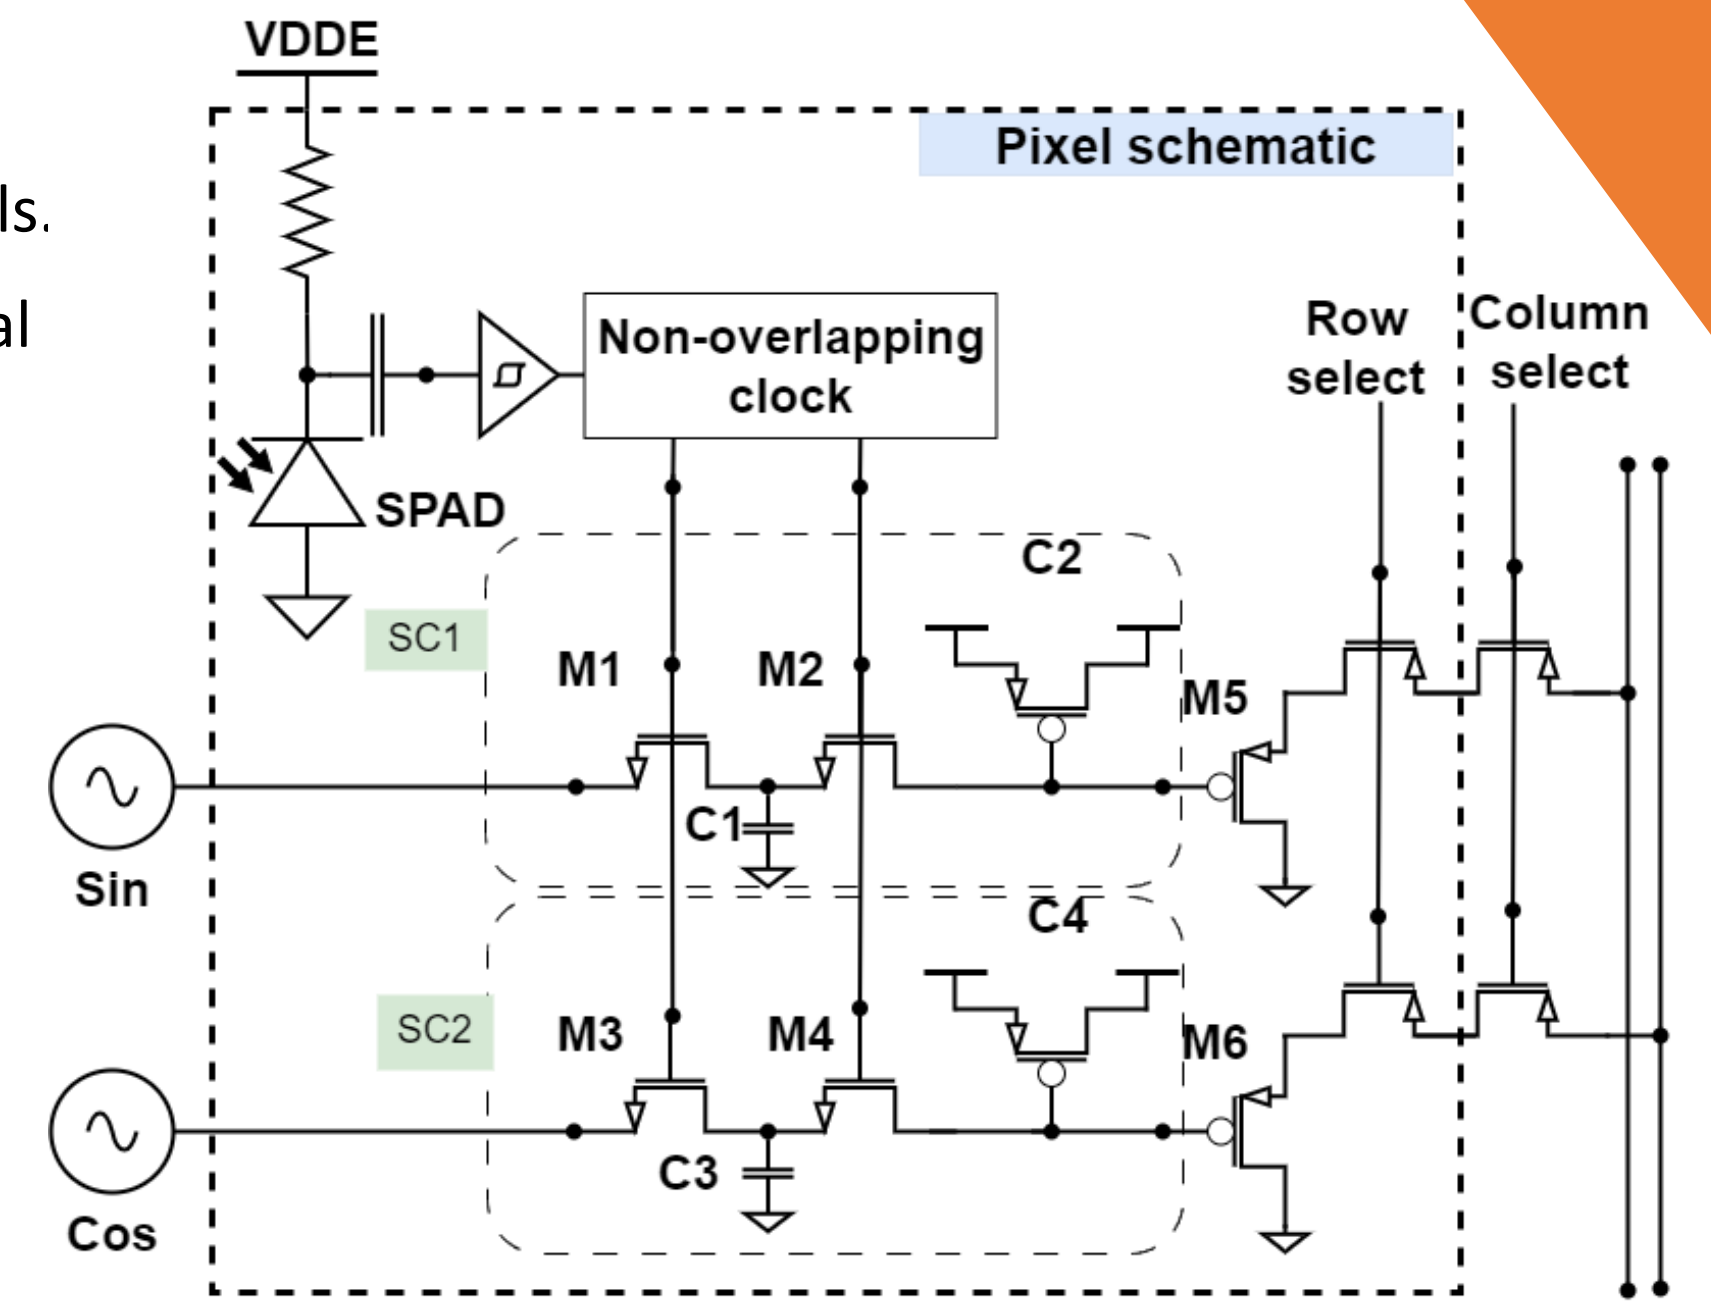 VDDE
Pixel schematic
ls.
al
Non-overlapping
clock
Row
select
Column
select
SPAD
C2
SC1
M1
M2
M5
C1
Sin
C4
SC2
M3
M4
M6
C3
Cos